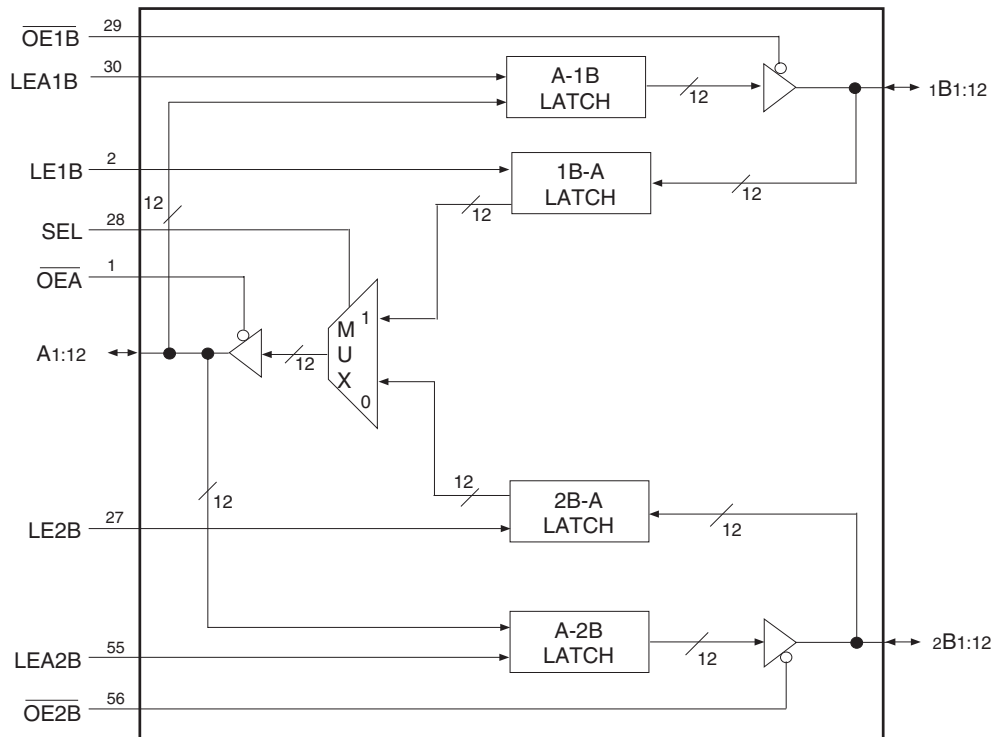 OE1B 29
LEA1B 30
A-1B
LATCH
12
1B1:12
LE1B 2
1B-A
LATCH
12
12
12
SEL 28
OEA 1
M
U
X
1
0
A1:12
12
12
12
2B-A
LATCH
12
LE2B 27
A-2B
LATCH
12
2B1:12
LEA2B 55
OE2B 56